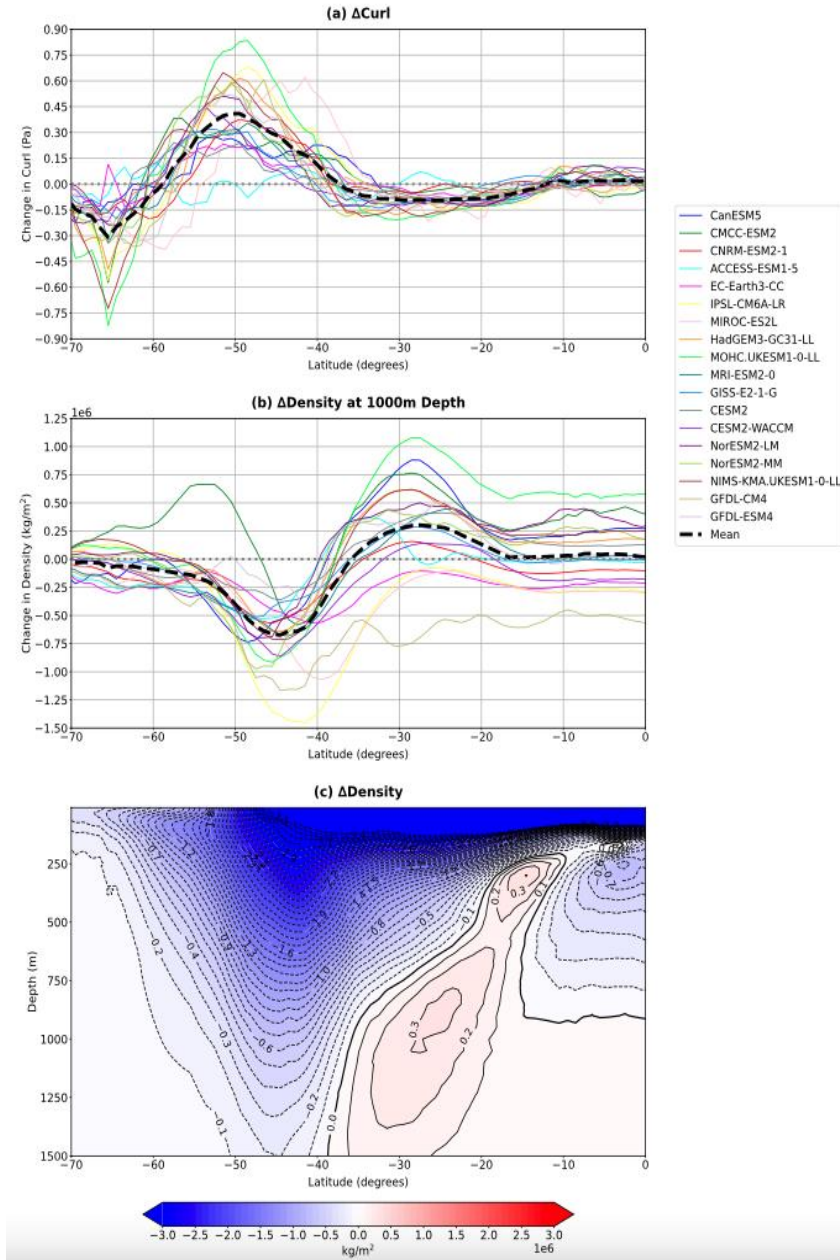 (a) ΔCurl
0.90
0.75
0.60
0.45
0.30
0.15
0.00
−0.15
−0.30
−0.45
−0.60
−0.75
−0.90
Change in Curl (Pa)
−70 −60 −50 −40 −30 −20 −10 0
Latitude (degrees)
CanESM5
CMCC-ESM2
CNRM-ESM2-1
ACCESS-ESM1-5
EC-Earth3-CC
IPSL-CM6A-LR
MIROC-ES2L
HadGEM3-GC31-LL
MOHC.UKESM1-0-LL
MRI-ESM2-0
GISS-E2-1-G
CESM2
CESM2-WACCM
NorESM2-LM
NorESM2-MM
NIMS-KMA.UKESM1-0-LL
GFDL-CM4
GFDL-ESM4
Mean
(b) ΔDensity at 1000m Depth
1e6
1.25
1.00
0.75
0.50
0.25
0.00
−0.25
−0.50
−0.75
−1.00
−1.25
−1.50
Change in Density (kg/m²)
−70 −60 −50 −40 −30 −20 −10 0
Latitude (degrees)
(c) ΔDensity
250
500
750
1000
1250
1500
Depth (m)
−0.7
−0.2
−0.4
−0.9
−1.6
−1.0
−0.8
−0.5
−0.1
0.2
0.3
0.1
−0.3
−0.6
−0.2
−0.1
0.0
0.3
0.2
−70 −60 −50 −40 −30 −20 −10 0
Latitude (degrees)
−3.0 −2.5 −2.0 −1.5 −1.0 −0.5 0.0 0.5 1.0 1.5 2.0 2.5 3.0
kg/m²
1e6